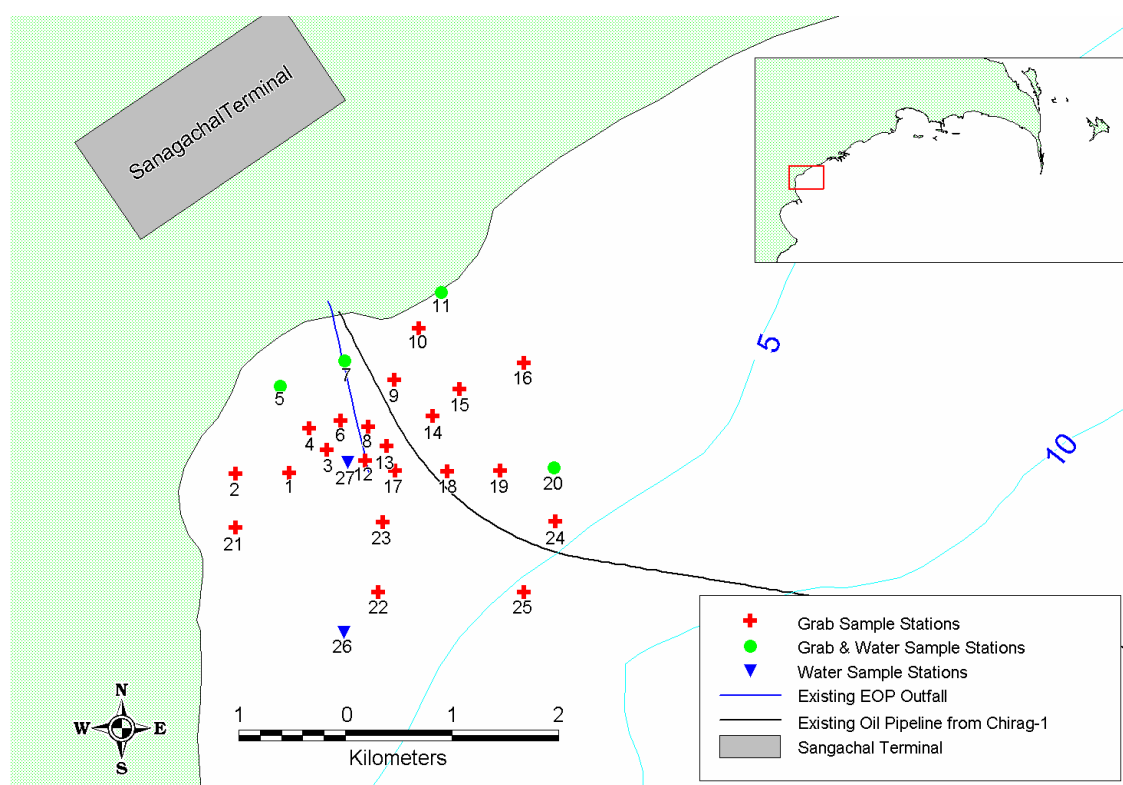 SanagachalTerminal
11
10
7
16
5
9
15
14
5
6
4
8
3
13
10
27
12
2
1
17
18
19
20
21
23
24
22
25
26
Grab Sample Stations
Grab & Water Sample Stations
Water Sample Stations
Existing EOP Outfall
Existing Oil Pipeline from Chirag-1
Sangachal Terminal
N
W E
S
1 0 1 2
Kilometers